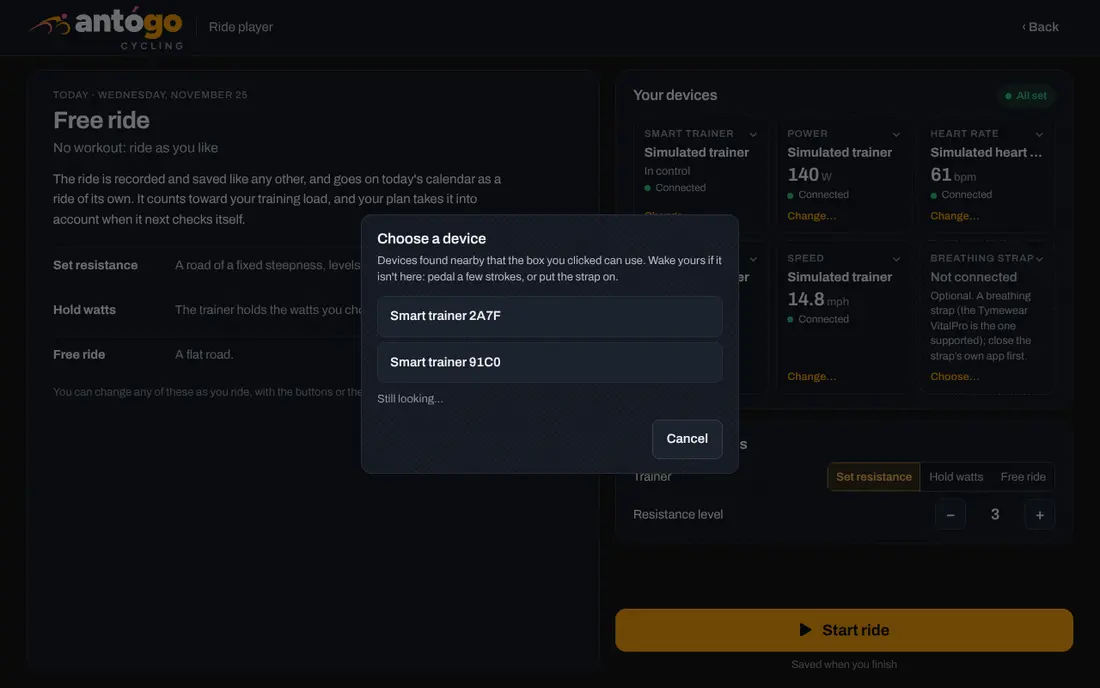 antógo
CYCLING
Ride player
‹ Back
TODAY · WEDNESDAY, NOVEMBER 25
Free ride
No workout: ride as you like
The ride is recorded and saved like any other, and goes on today's calendar as a
ride of its own. It counts toward your training load, and your plan takes it into
account when it next checks itself.
Set resistance
A road of a fixed steepness, levels
Hold watts
The trainer holds the watts you
Free ride
A flat road.
You can change any of these as you ride, with the buttons or the
Your devices
All set
SMART TRAINER
Simulated trainer
In control
Connected
Change...
POWER
Simulated trainer
140 W
Connected
Change...
HEART RATE
Simulated heart ...
61 bpm
Connected
Change...
SPEED
Simulated trainer
14.8 mph
Connected
Change...
BREATHING STRAP
Not connected
Optional. A breathing
strap (the Tymewear
VitalPro is the one
supported); close the
strap's own app first.
Choose...
Choose a device
Devices found nearby that the box you clicked can use. Wake yours if it
isn't here: pedal a few strokes, or put the strap on.
Smart trainer 2A7F
Smart trainer 91C0
Still looking...
Cancel
Trainer
Set resistance
Hold watts
Free ride
Resistance level
−
3
+
Start ride
Saved when you finish